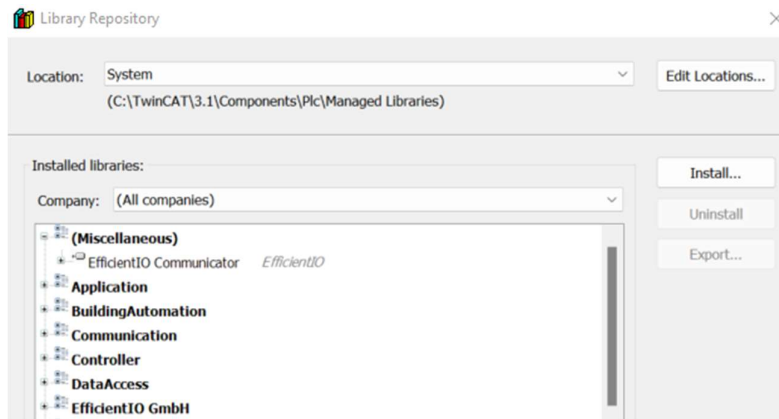 Library Repository
Location: System Edit Locations...
(C:\TwinCAT\3.1\Components\Plc\Managed Libraries)
Installed libraries:
Install...
Company: (All companies)
Uninstall
(Miscellaneous)
EfficientIO Communicator EfficientIO
Export...
Application
BuildingAutomation
Communication
Controller
DataAccess
EfficientIO GmbH